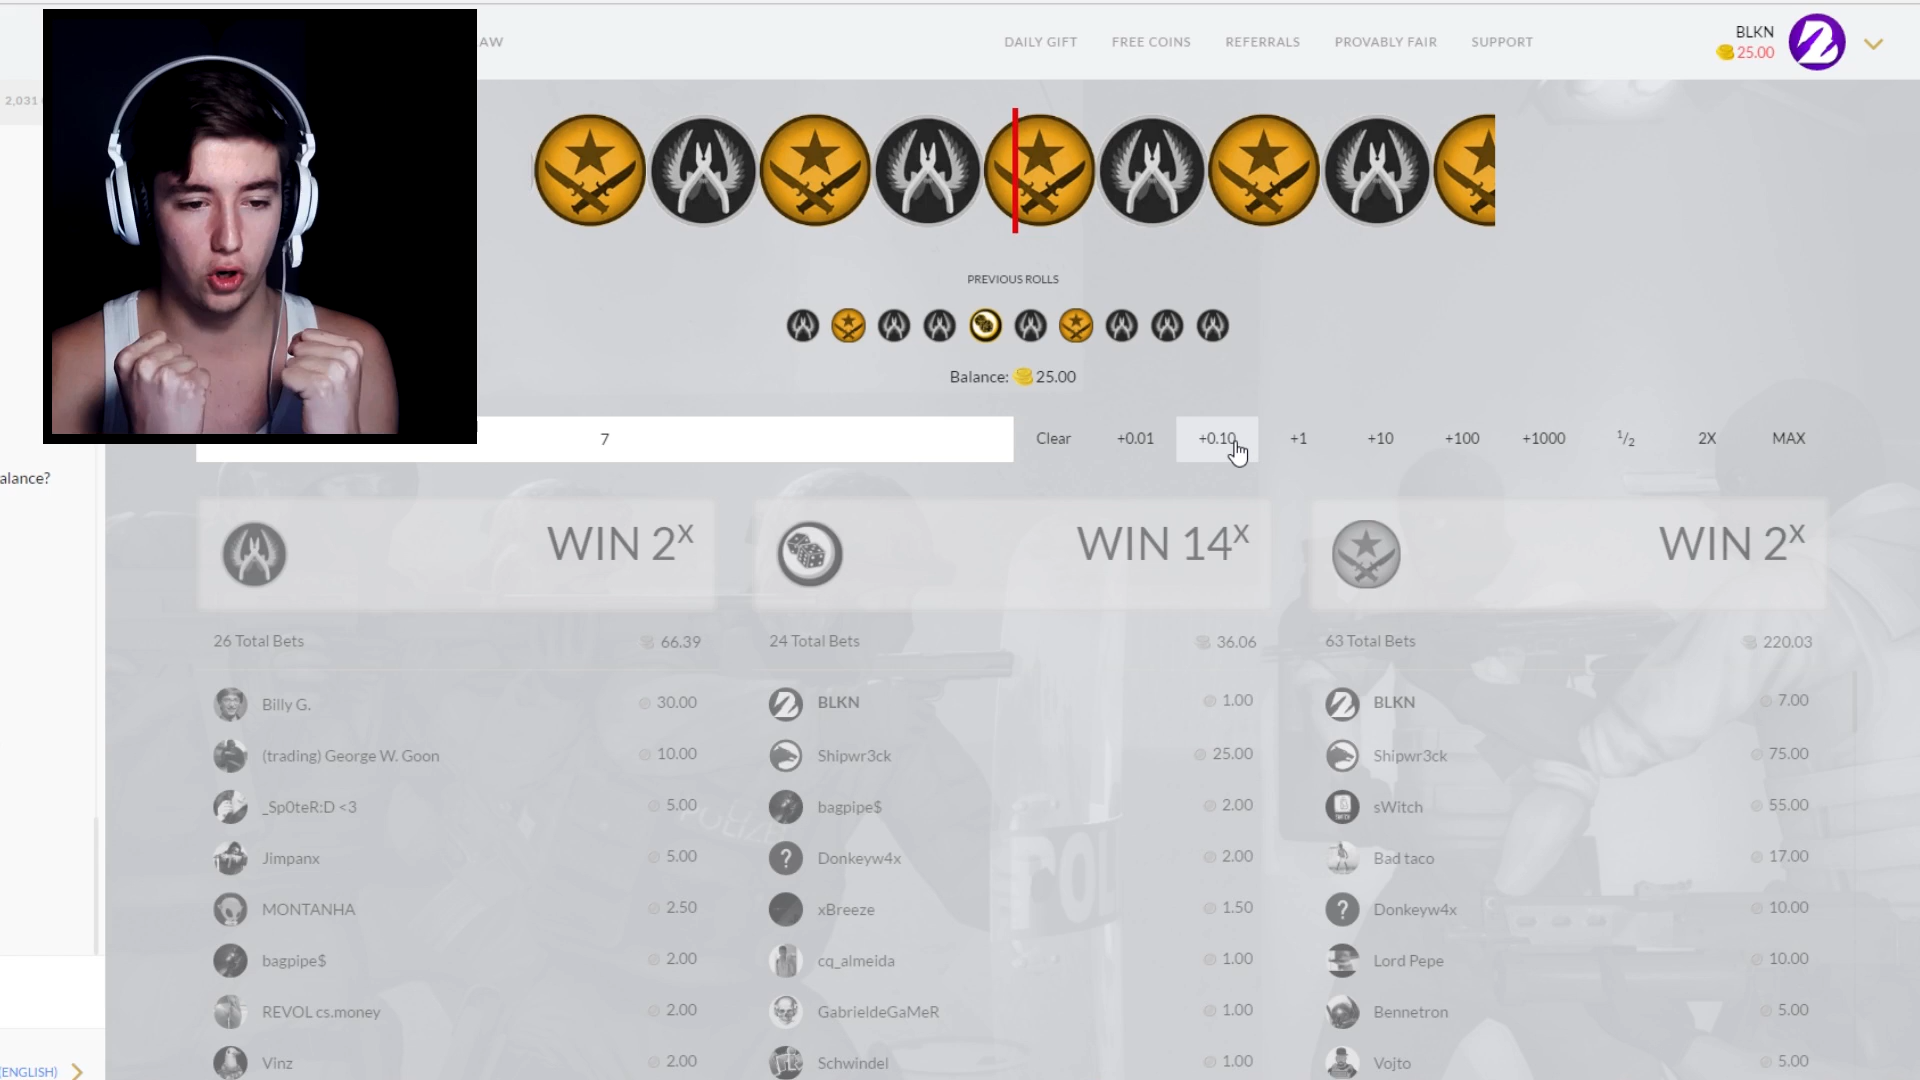 AW
DAILY GIFT
FREE COINS
REFERRALS
PROVABLY FAIR
SUPPORT
BLKN
25.00
2,031
PREVIOUS ROLLS
Balance: 25.00
7
Clear
+0.01
+0.10
+1
+10
+100
+1000
1/2
2X
MAX
alance?
WIN 2X
WIN 14X
WIN 2X
26 Total Bets 66.39
24 Total Bets 36.06
63 Total Bets 220.03
Billy G. 30.00
BLKN 1.00
BLKN 7.00
(trading) George W. Goon 10.00
Shipwr3ck 25.00
Shipwr3ck 75.00
_Sp0teR:D <3 5.00
bagpipe$ 2.00
sWitch 55.00
Jimpanx 5.00
Donkeyw4x 2.00
Bad taco 17.00
MONTANHA 2.50
xBreeze 1.50
Donkeyw4x 10.00
bagpipe$ 2.00
cq_almeida 1.00
Lord Pepe 10.00
REVOL cs.money 2.00
GabrieldeGaMeR 1.00
Bennetron 5.00
Vinz 2.00
Schwindel 1.00
Vojto 5.00
(ENGLISH)
POLIZEI
POL